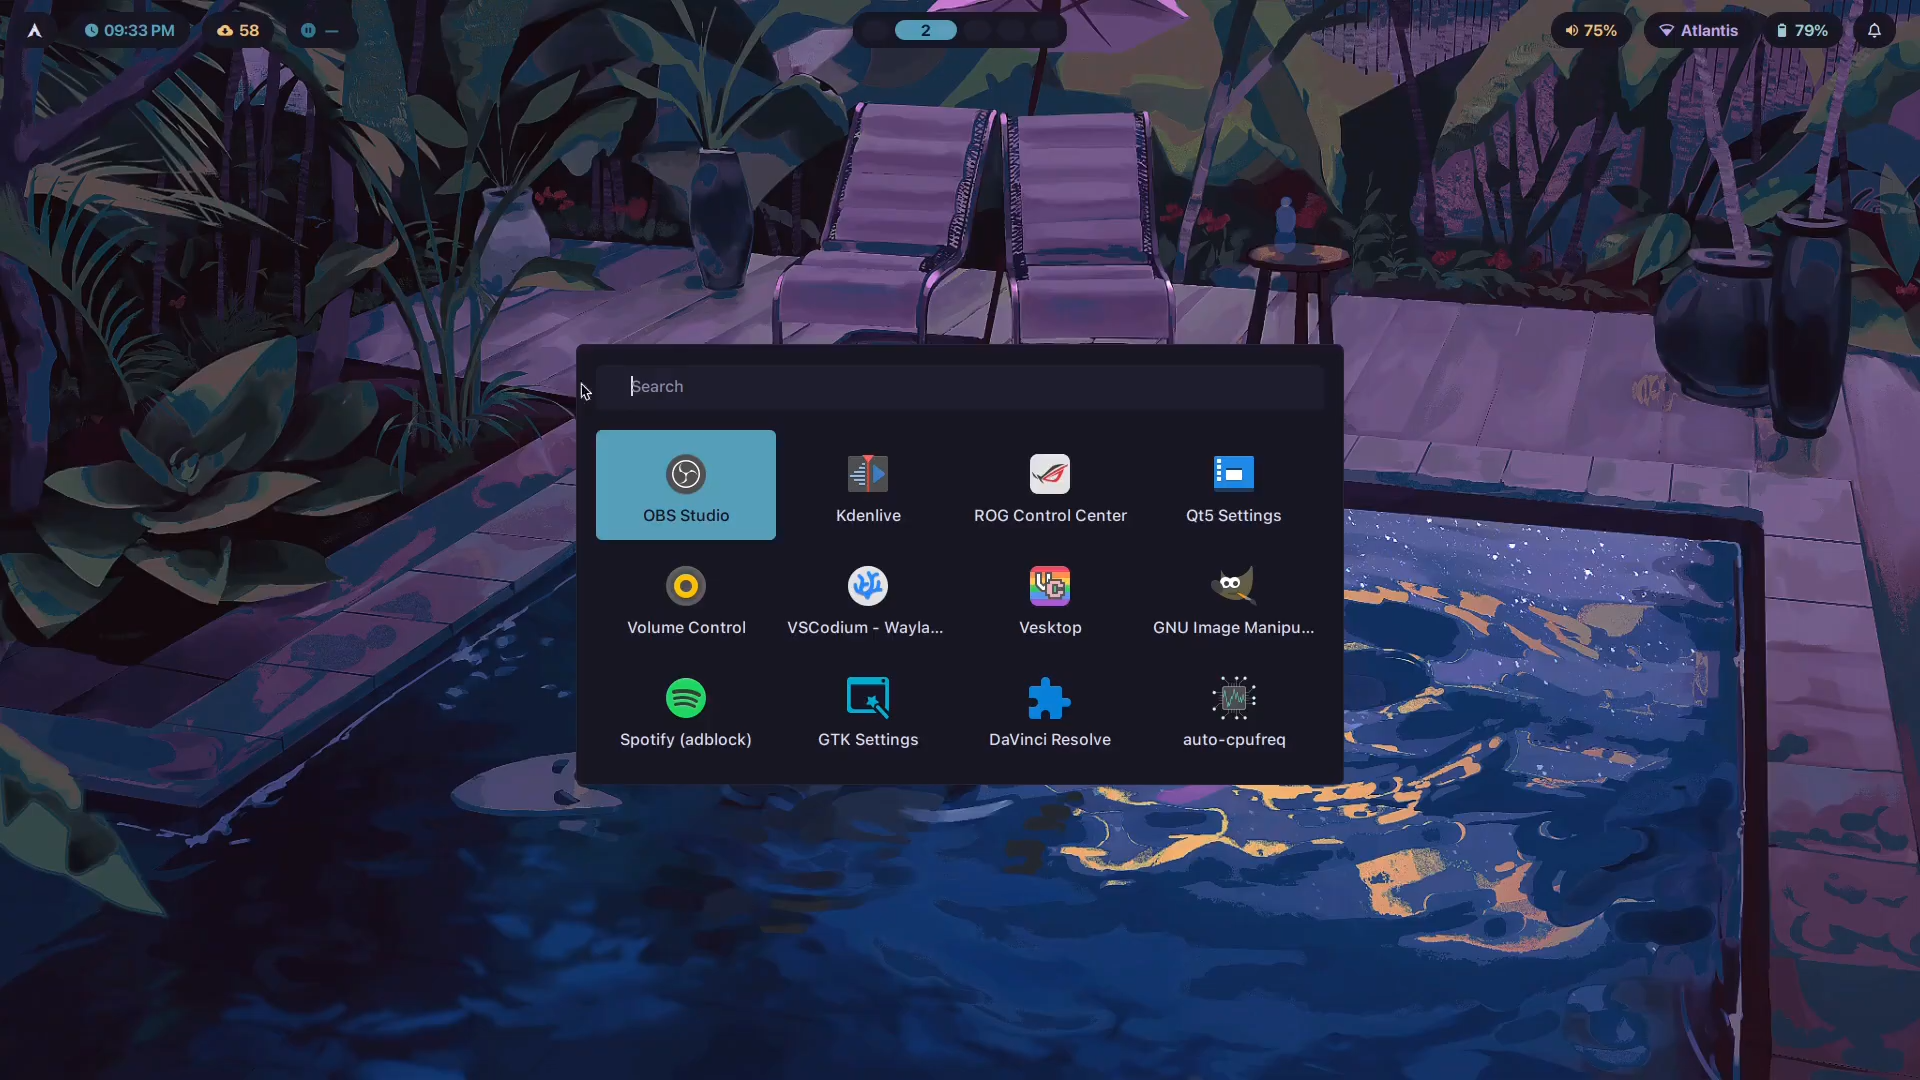 09:33 PM
58
2
75%
Atlantis
79%
Search
OBS Studio
Kdenlive
ROG Control Center
Qt5 Settings
Volume Control
VSCodium - Wayla...
Vesktop
GNU Image Manipu...
Spotify (adblock)
GTK Settings
DaVinci Resolve
auto-cpufreq